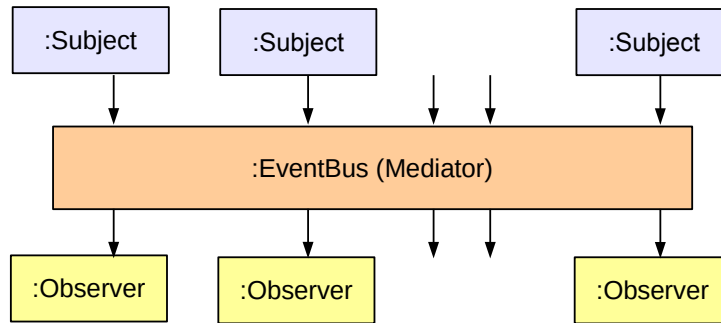 :Subject
:Subject
:Subject
:EventBus (Mediator)
:Observer
:Observer
:Observer